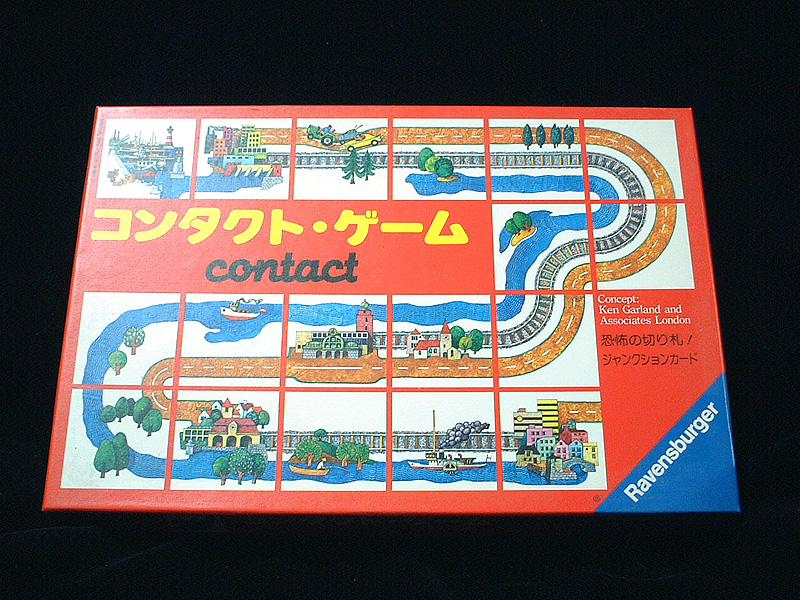 コンタクト・ゲーム
contact
Concept:
Ken Garland and
Associates London
恐怖の切り札!
ジャンクションカード
Ravensburger
®